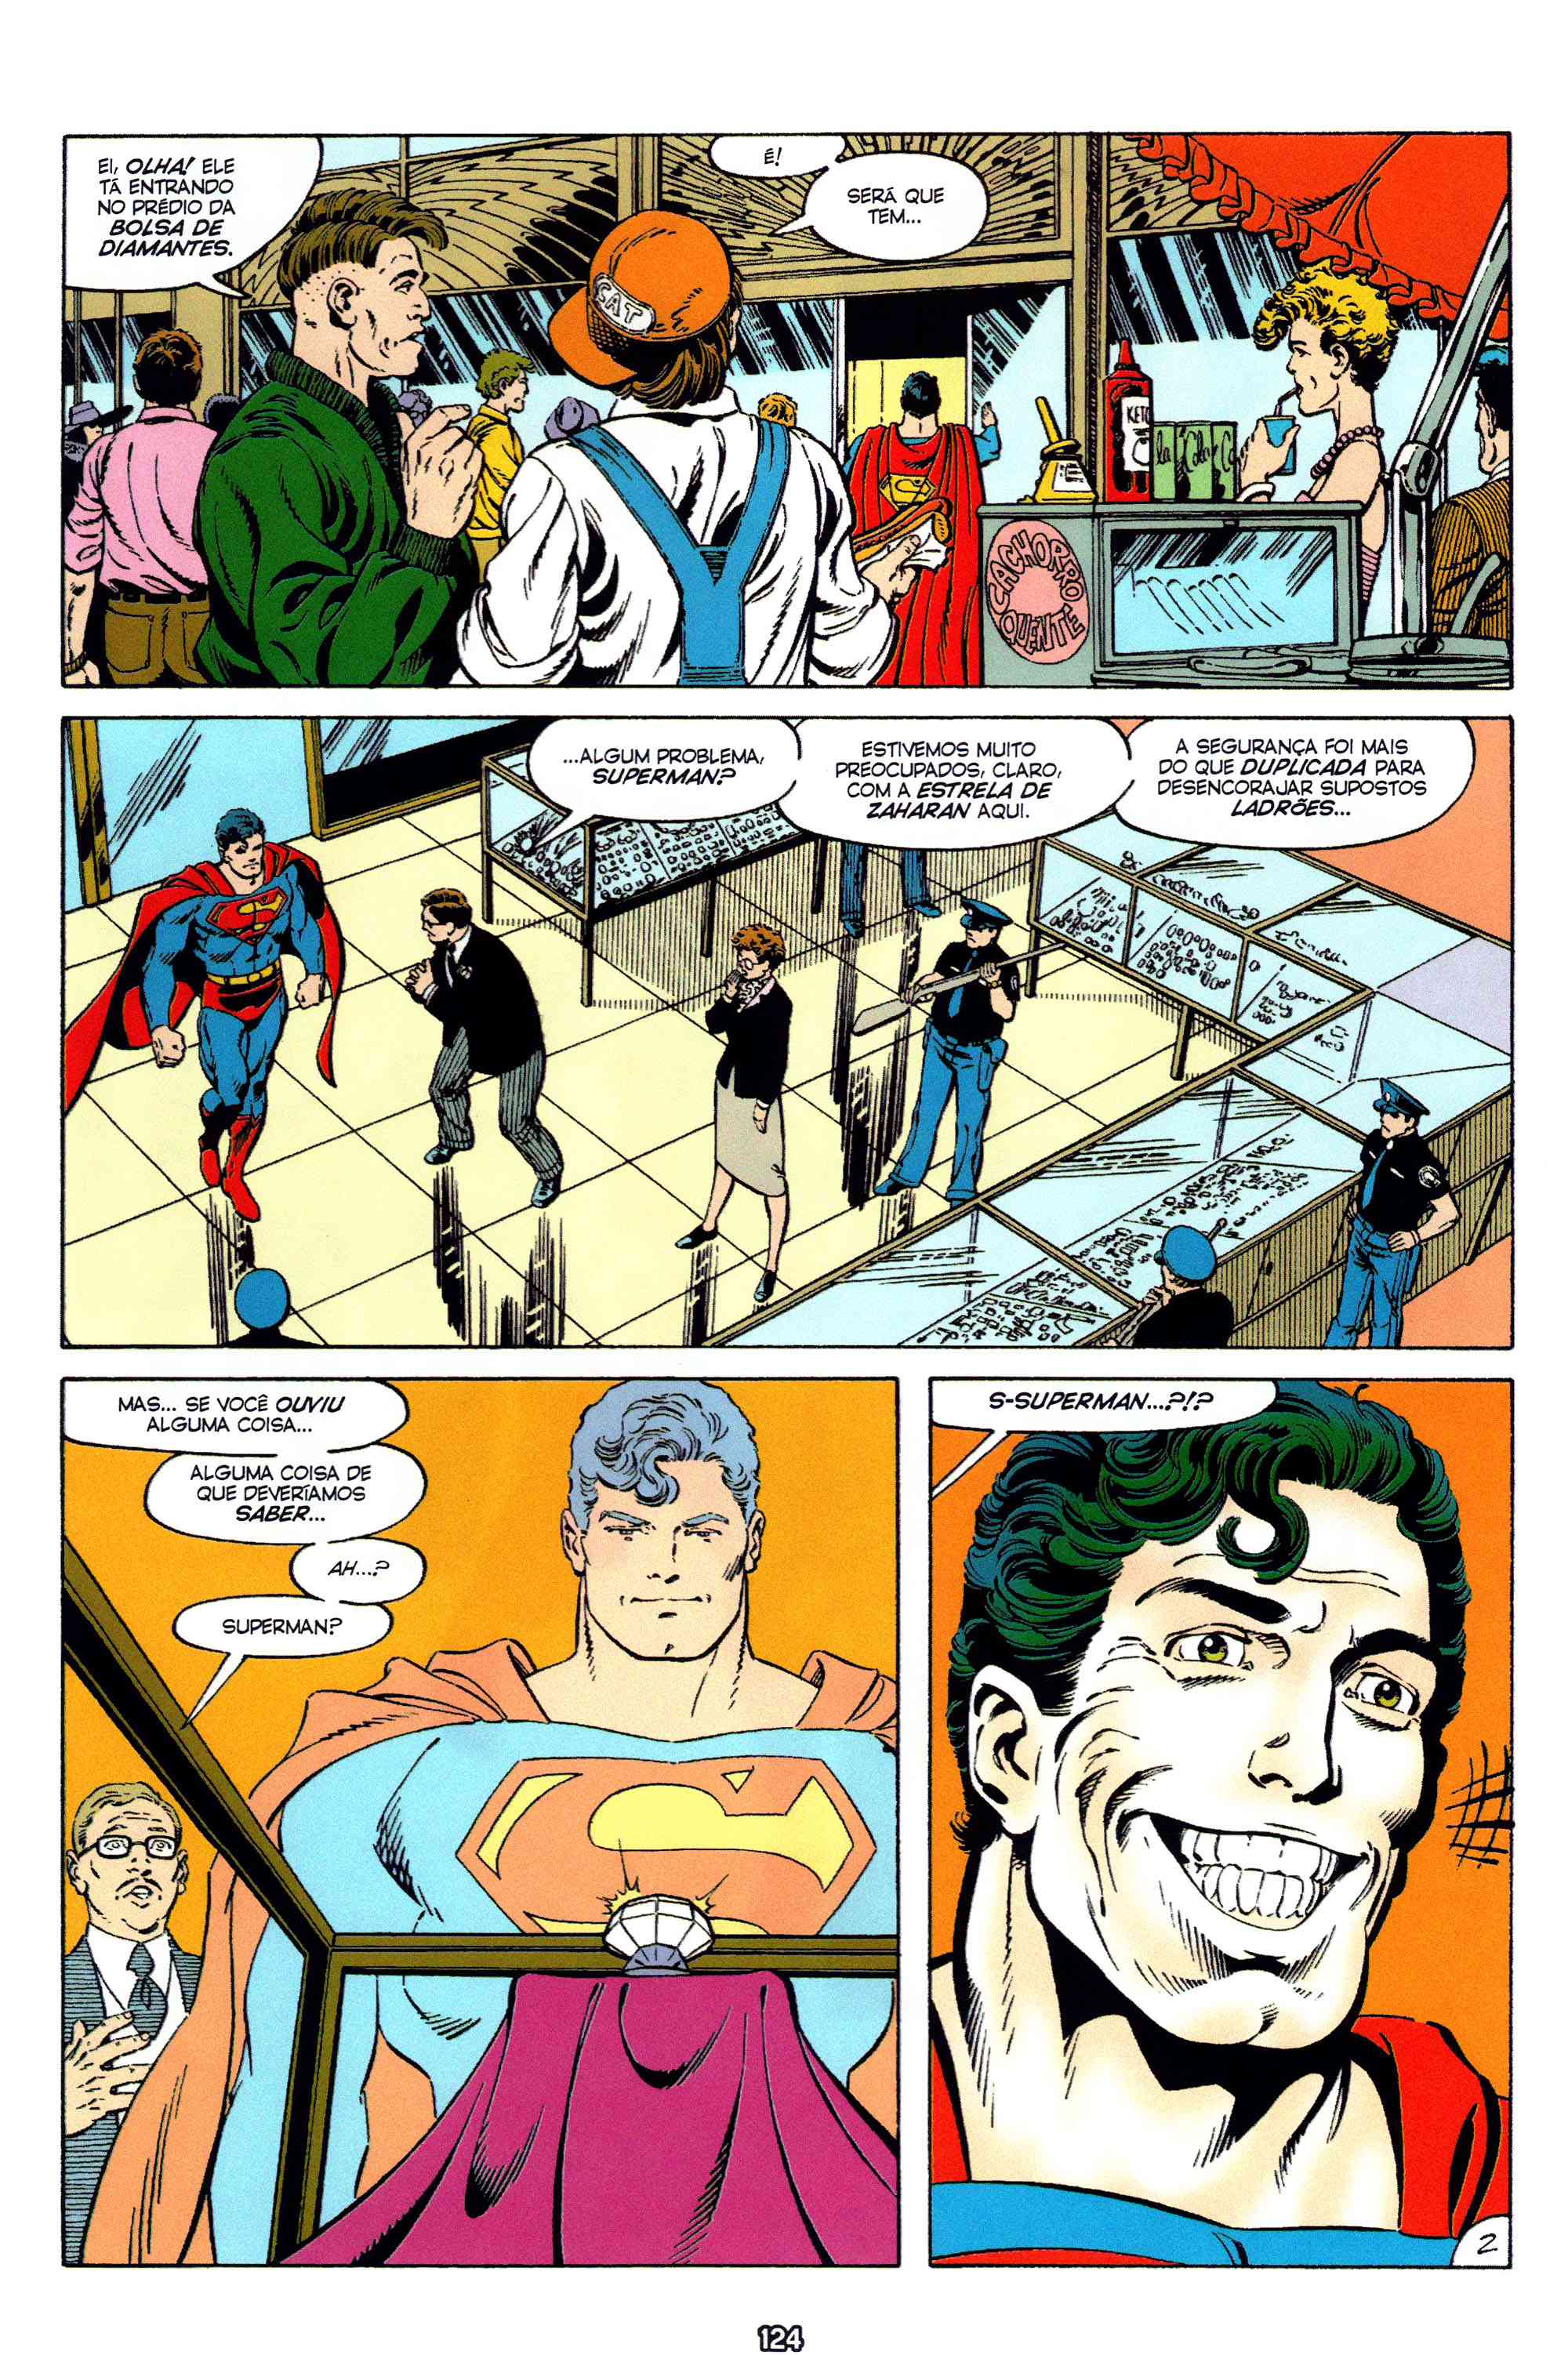 EI, OLHA! ELE
TÁ ENTRANDO
NO PRÉDIO DA
BOLSA DE
DIAMANTES.
É!
SERÁ QUE
TEM...
CAT
KETC
la
Cola
Co
CACHORRO
QUENTE
...ALGUM PROBLEMA,
SUPERMAN?
ESTIVEMOS MUITO
PREOCUPADOS, CLARO,
COM A ESTRELA DE
ZAHARAN AQUI.
A SEGURANÇA FOI MAIS
DO QUE DUPLICADA PARA
DESENCORAJAR SUPOSTOS
LADRÕES...
MAS... SE VOCÊ OUVIU
ALGUMA COISA...
ALGUMA COISA DE
QUE DEVERÍAMOS
SABER...
AH...?
SUPERMAN?
S-SUPERMAN...?!?
2
124